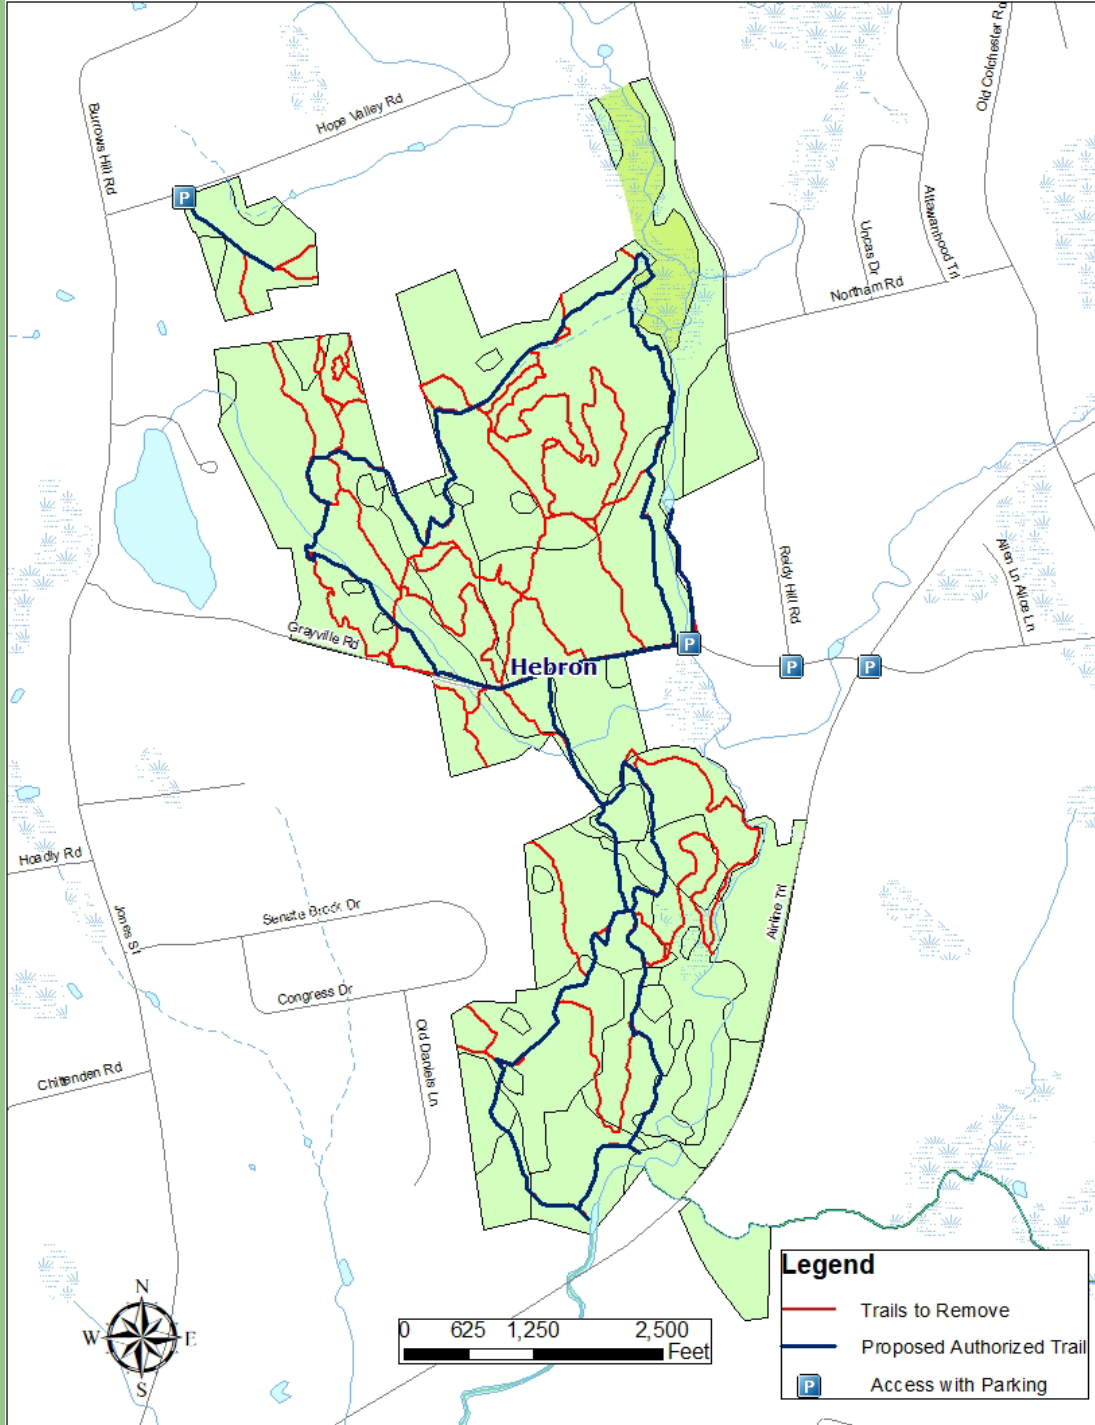 Old Colchester Rd
Hope Valley Rd
Burrows Hill Rd
P
Attawanhood Trl
Uncas Dr
Northam Rd
Reidy Hill Rd
Allen Ln Alice Ln
Grayville Rd
P
Hebron
P
P
Hoadly Rd
Jones St
Senate Brook Dr
Airline Trl
Congress Dr
Old Daniels Ln
Chittenden Rd
Legend
Trails to Remove
Proposed Authorized Trail
P Access with Parking
N
W E
S
0 625 1,250 2,500
Feet